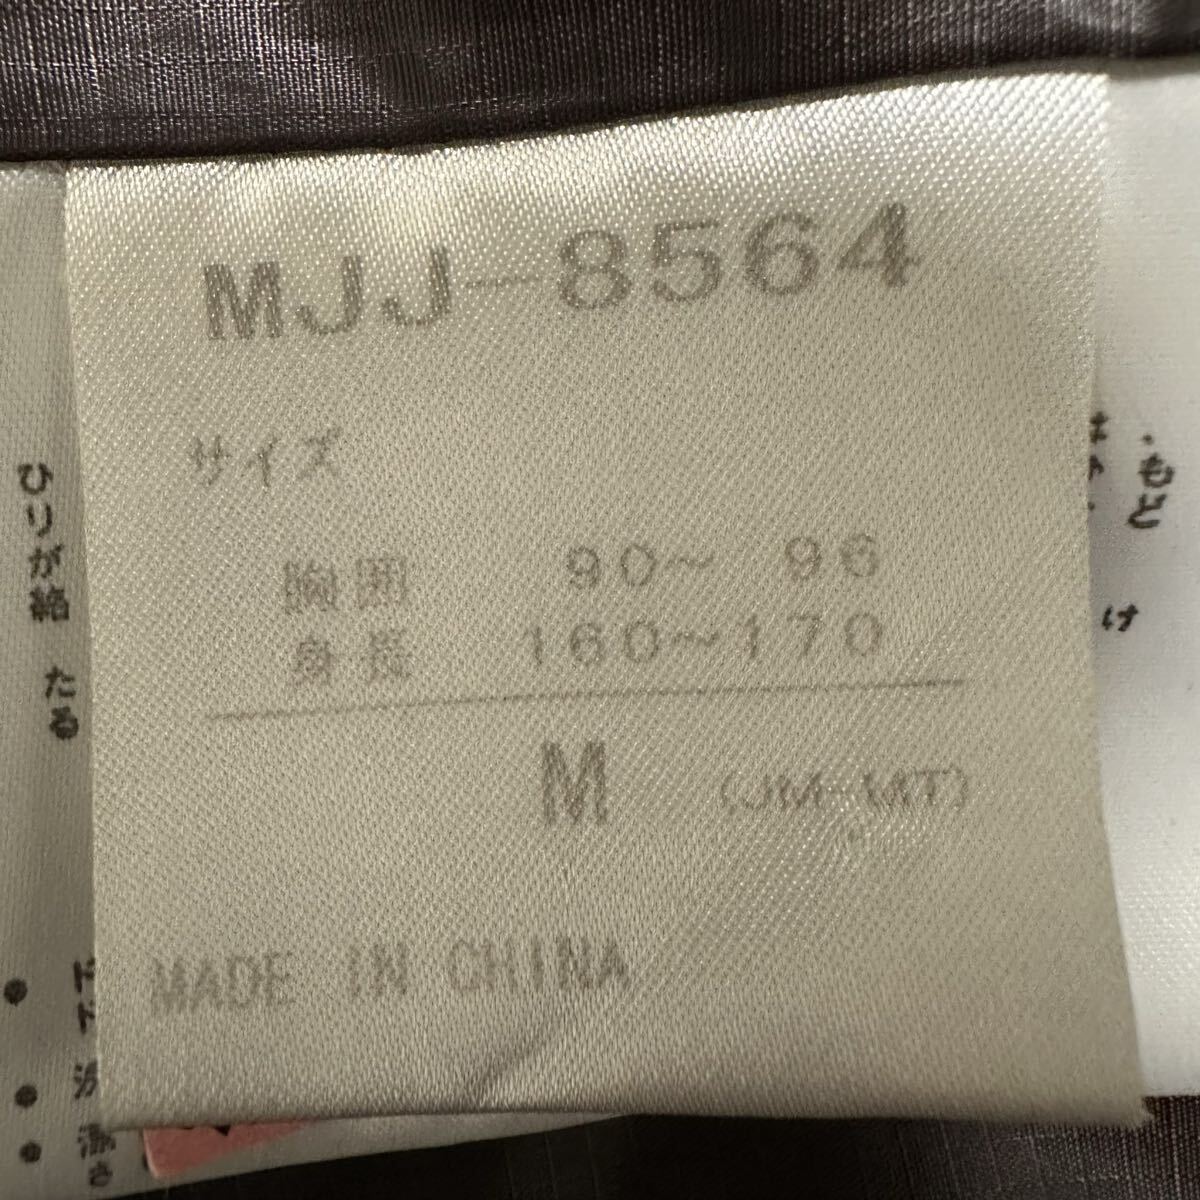 MJJ-8564
サイズ
胸囲 90～ 96
身長 160～170
M (JM-MT)
MADE IN CHINA
ひりが絡
たる
・もど
け